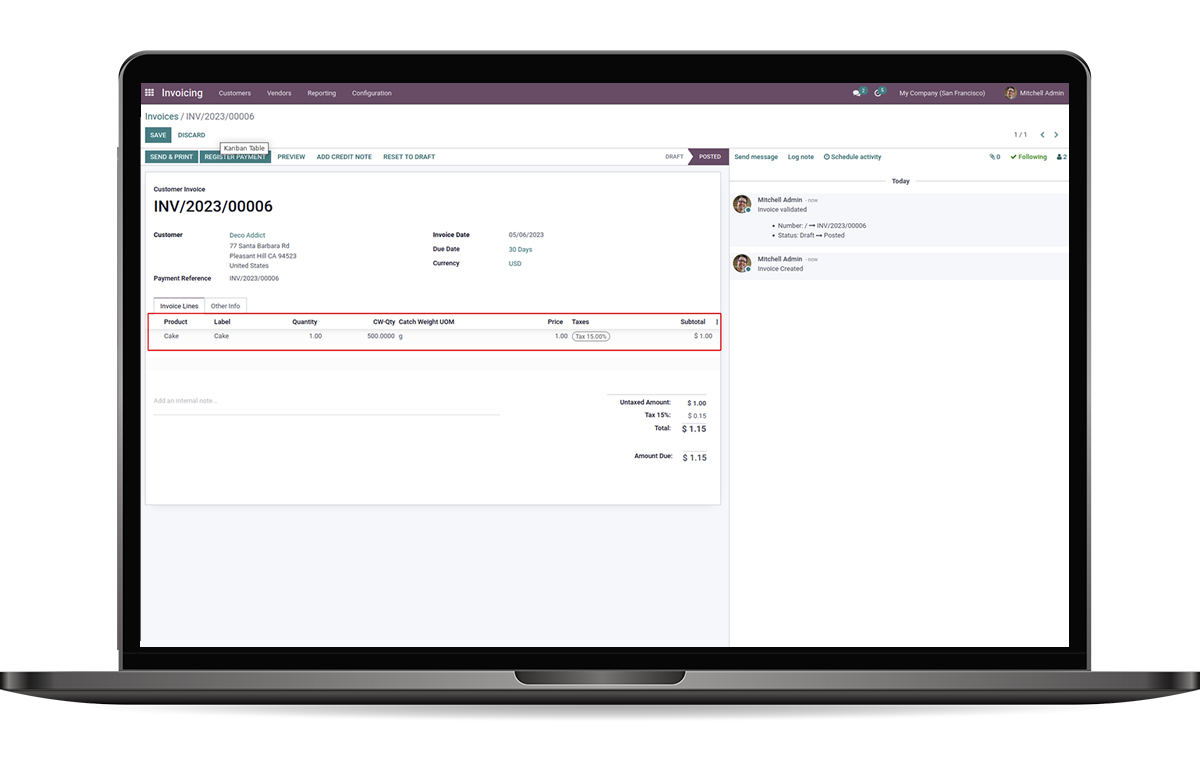 Invoicing Customers Vendors Reporting Configuration 2 5 My Company (San Francisco) Mitchell Admin
Invoices / INV/2023/00006
SAVE DISCARD 1 / 1
Kanban Table
SEND & PRINT REGISTER PAYMENT PREVIEW ADD CREDIT NOTE RESET TO DRAFT DRAFT POSTED
Send message Log note Schedule activity 0 Following 2
Customer Invoice
INV/2023/00006
Customer Deco Addict
77 Santa Barbara Rd
Pleasant Hill CA 94523
United States
Payment Reference INV/2023/00006
Invoice Date 05/06/2023
Due Date 30 Days
Currency USD
Invoice Lines Other Info
Product Label Quantity CW-Qty Catch Weight UOM Price Taxes Subtotal
Cake Cake 1.00 500.0000 g 1.00 Tax 15.00% $ 1.00
Add an internal note...
Untaxed Amount: $ 1.00
Tax 15%: $ 0.15
Total: $ 1.15
Amount Due: $ 1.15
Today
Mitchell Admin - now
Invoice validated
• Number: / → INV/2023/00006
• Status: Draft → Posted
Mitchell Admin - now
Invoice Created